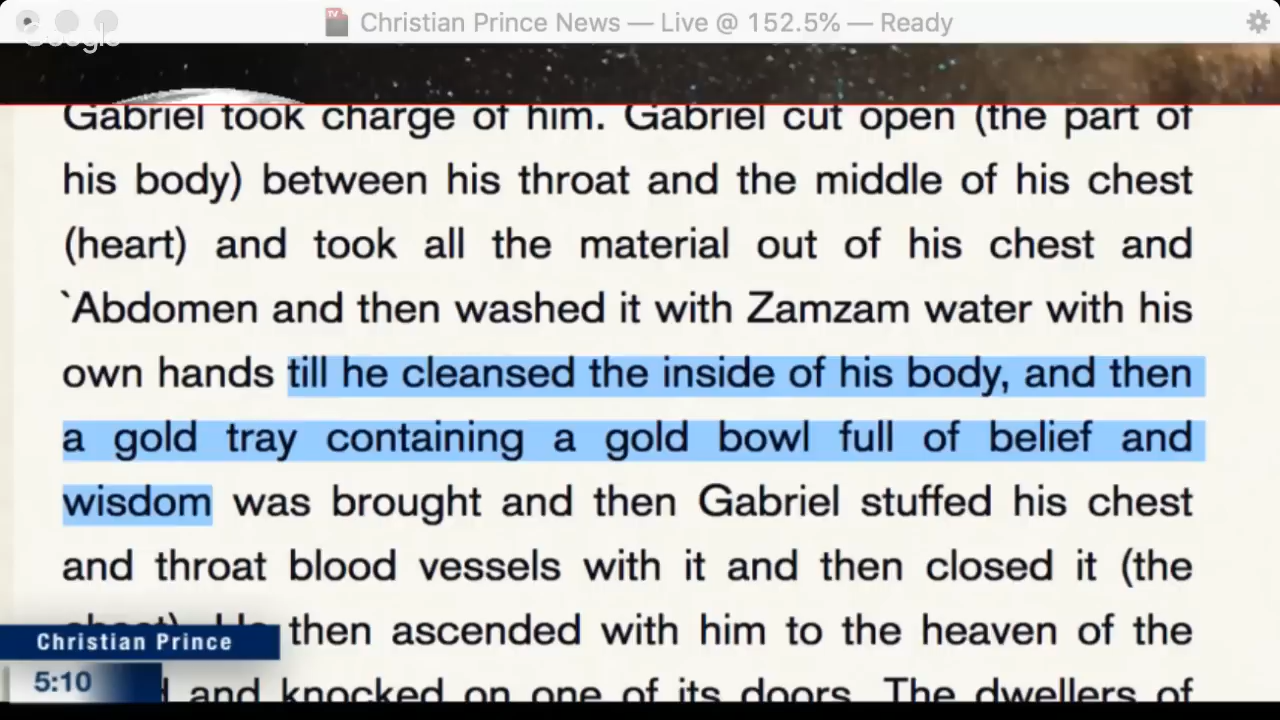 Christian Prince News — Live @ 152.5% — Ready
Google
Gabriel took charge of him. Gabriel cut open (the part of
his body) between his throat and the middle of his chest
(heart) and took all the material out of his chest and
`Abdomen and then washed it with Zamzam water with his
own hands till he cleansed the inside of his body, and then
a gold tray containing a gold bowl full of belief and
wisdom was brought and then Gabriel stuffed his chest
and throat blood vessels with it and then closed it (the
chest). He then ascended with him to the heaven of the
and knocked on one of its doors. The dwellers of
Christian Prince
5:10